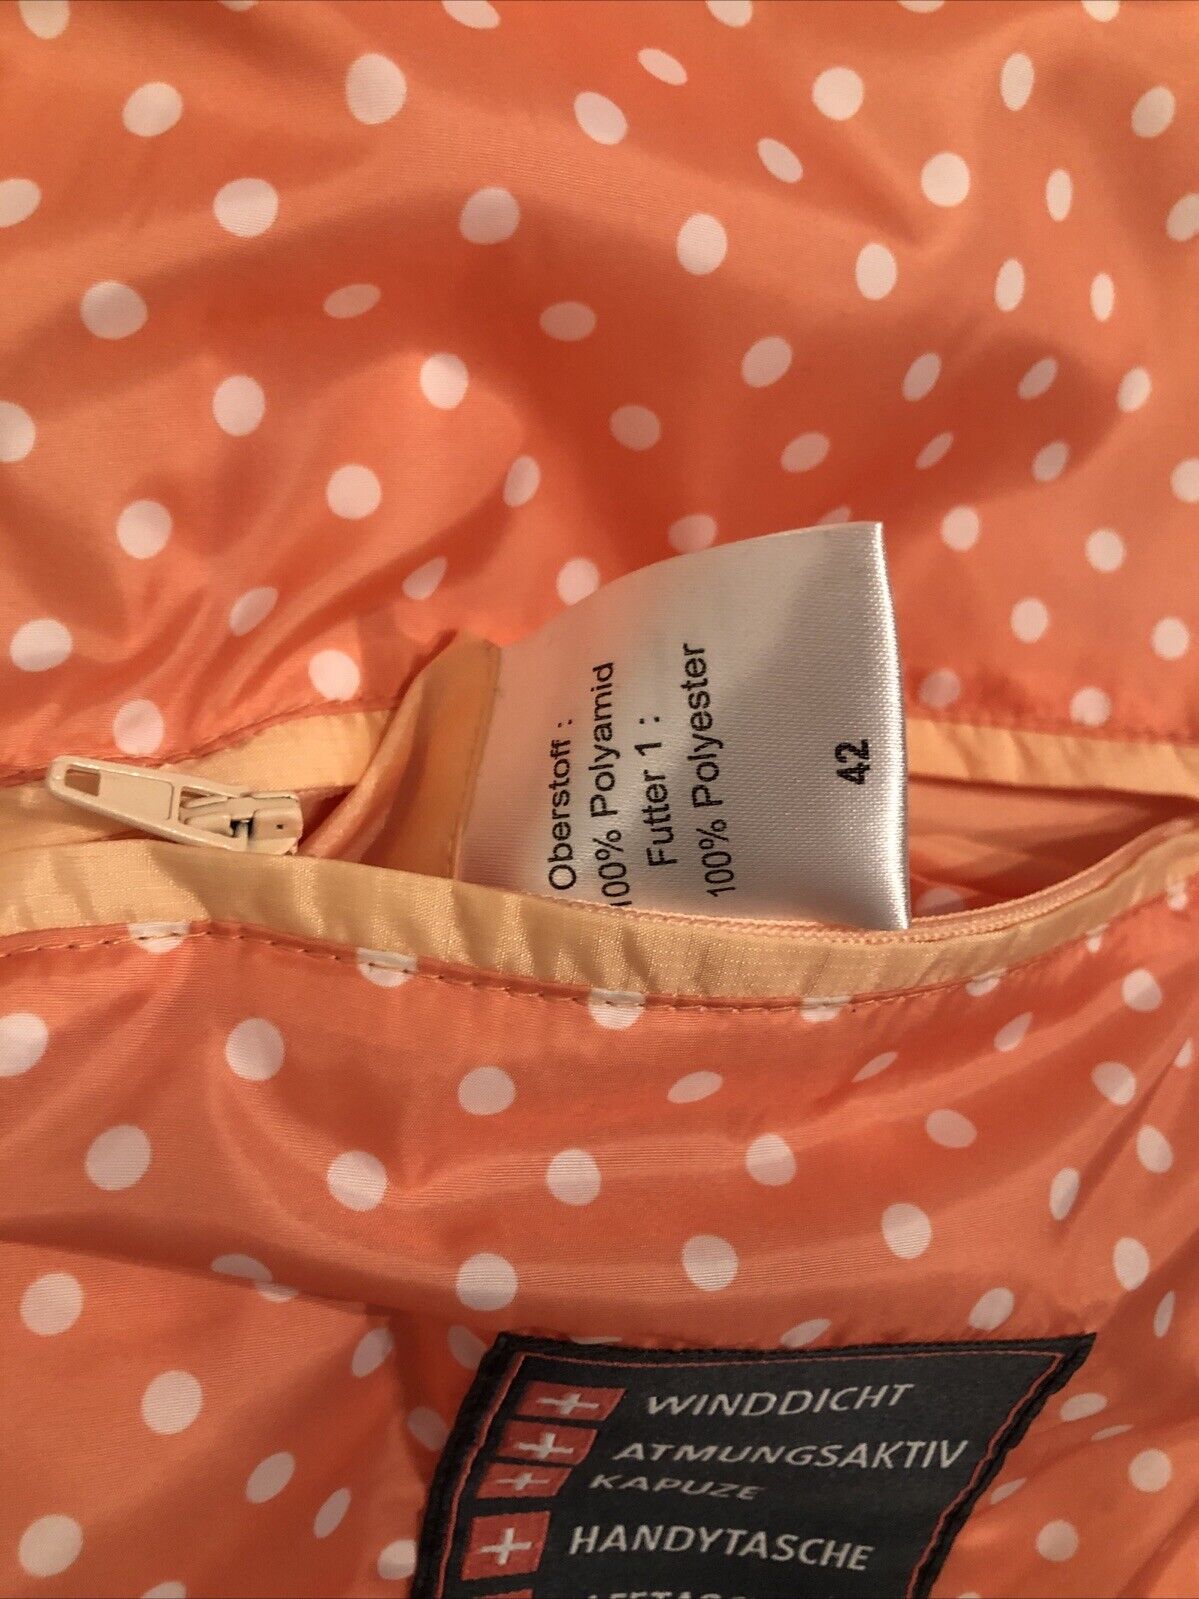 Oberstoff :
100% Polyamid
Futter 1 :
100% Polyester
42
WINDDICHT
ATMUNGSAKTIV
KAPUZE
HANDYTASCHE